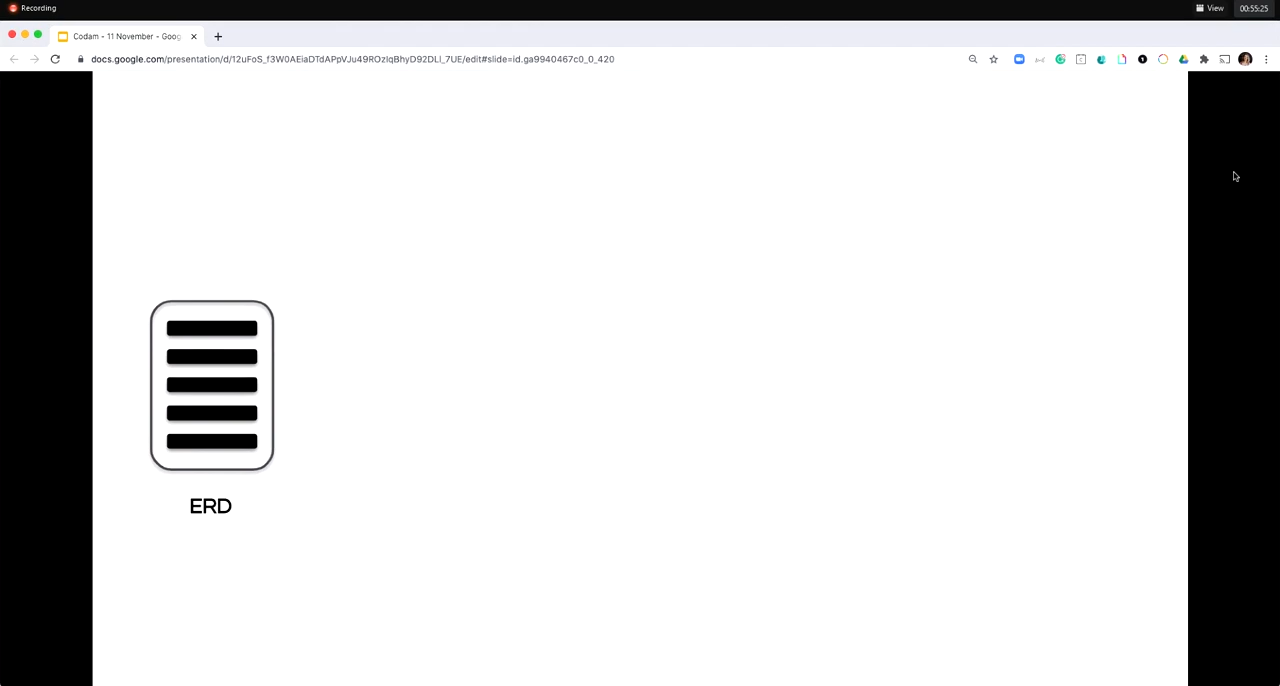 Recording
View
00:55:25
Codam - 11 November - Goog
docs.google.com/presentation/d/12uFoS_f3W0AEiaDTdAPpVJu49ROzIqBhyD92DLl_7UE/edit#slide=id.ga9940467c0_0_420
ERD